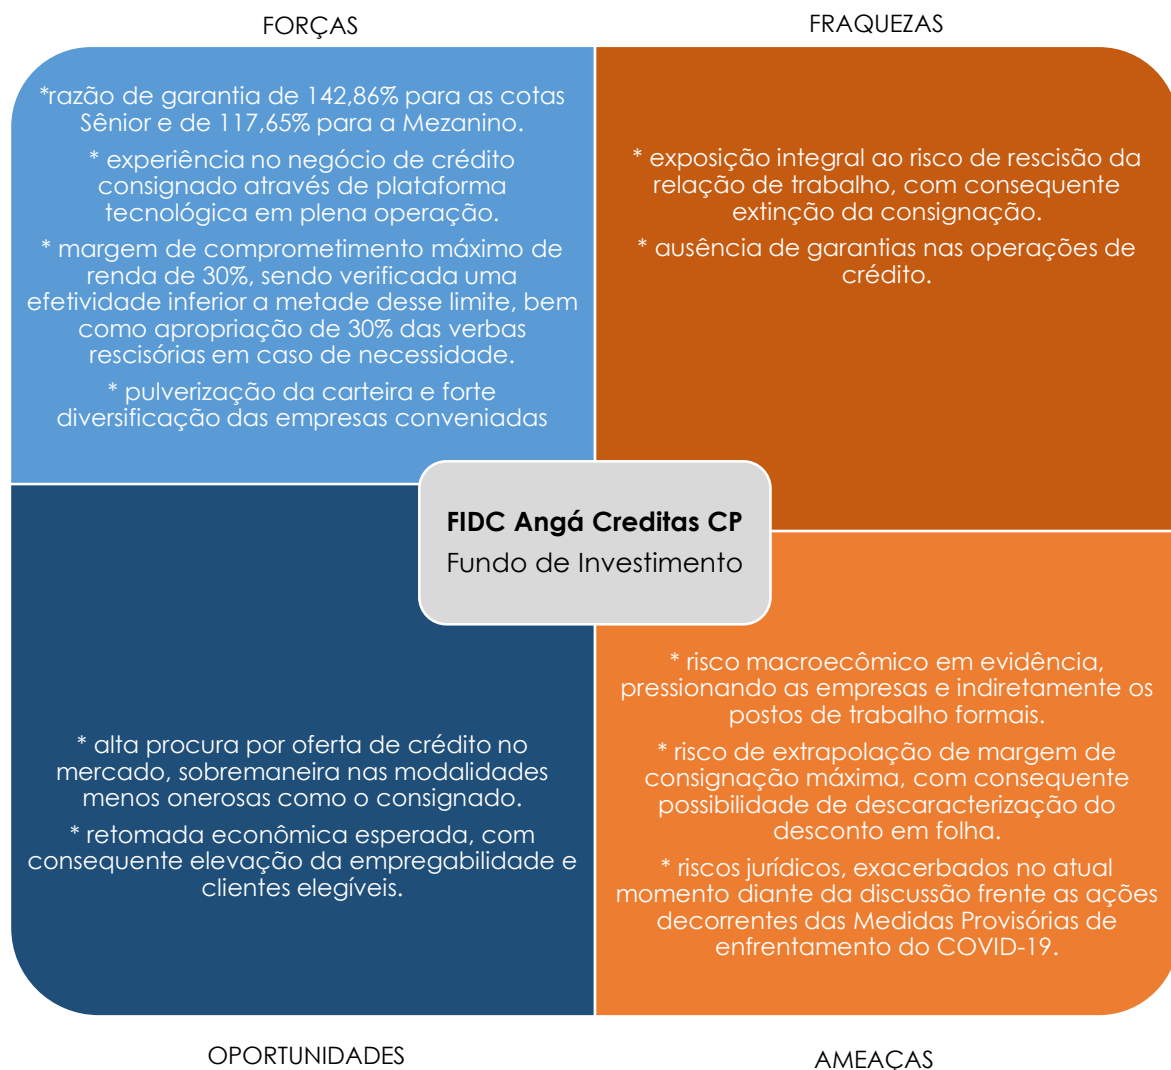 FORÇAS
*razão de garantia de 142,86% para as cotas
Sênior e de 117,65% para a Mezanino.
* experiência no negócio de crédito
consignado através de plataforma
tecnológica em plena operação.
* margem de comprometimento máximo de
renda de 30%, sendo verificada uma
efetividade inferior a metade desse limite, bem
como apropriação de 30% das verbas
rescisórias em caso de necessidade.
* pulverização da carteira e forte
diversificação das empresas conveniadas
FRAQUEZAS
* exposição integral ao risco de rescisão da
relação de trabalho, com consequente
extinção da consignação.
* ausência de garantias nas operações de
crédito.
FIDC Angá Creditas CP
Fundo de Investimento
* alta procura por oferta de crédito no
mercado, sobremaneira nas modalidades
menos onerosas como o consignado.
* retomada econômica esperada, com
consequente elevação da empregabilidade e
clientes elegíveis.
OPORTUNIDADES
* risco macroecômico em evidência,
pressionando as empresas e indiretamente os
postos de trabalho formais.
* risco de extrapolação de margem de
consignação máxima, com consequente
possibilidade de descaracterização do
desconto em folha.
* riscos jurídicos, exacerbados no atual
momento diante da discussão frente as ações
decorrentes das Medidas Provisórias de
enfrentamento do COVID-19.
AMEAÇAS